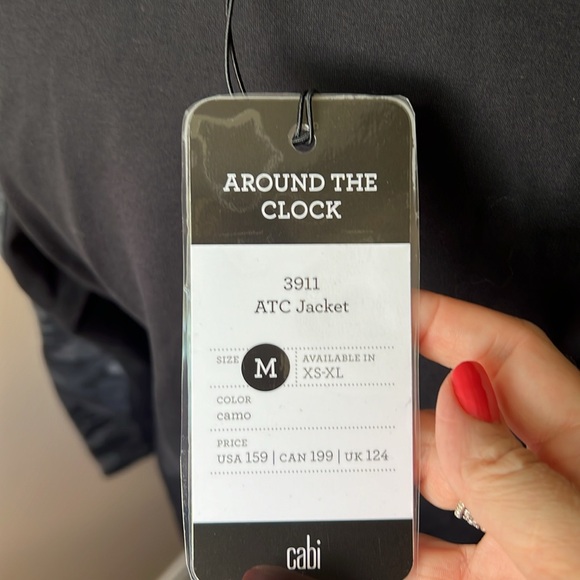 AROUND THE
CLOCK
3911
ATC Jacket
SIZE M AVAILABLE IN
XS-XL
COLOR
camo
PRICE
USA 159 | CAN 199 | UK 124
cabi